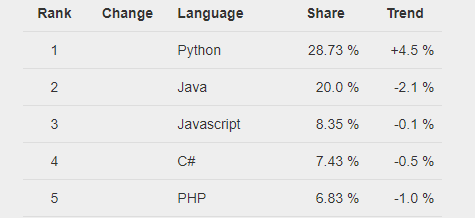 Rank Change Language Share Trend
1 Python 28.73 % +4.5 %
2 Java 20.0 % -2.1 %
3 Javascript 8.35 % -0.1 %
4 C# 7.43 % -0.5 %
5 PHP 6.83 % -1.0 %